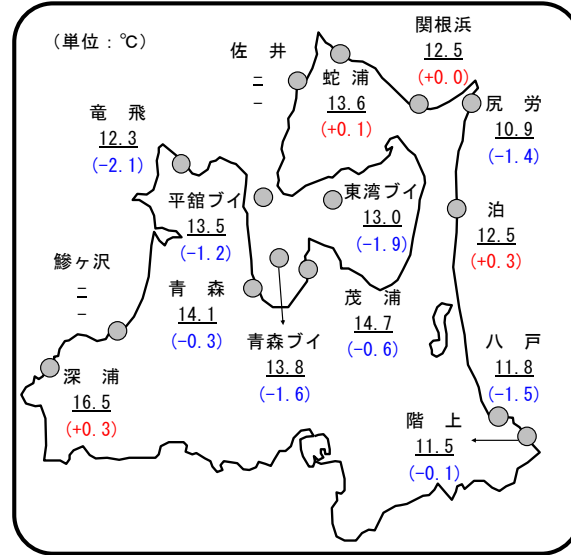 (単位:℃)
関根浜
12.5
(+0.0)
佐 井
−
−
蛇 浦
13.6
(+0.1)
尻 労
10.9
(−1.4)
竜 飛
12.3
(−2.1)
平舘ブイ
13.5
(−1.2)
東湾ブイ
13.0
(−1.9)
泊
12.5
(+0.3)
鰺ヶ沢
−
−
青 森
14.1
(−0.3)
青森ブイ
13.8
(−1.6)
茂 浦
14.7
(−0.6)
八 戸
11.8
(−1.5)
深 浦
16.5
(+0.3)
階 上
11.5
(−0.1)